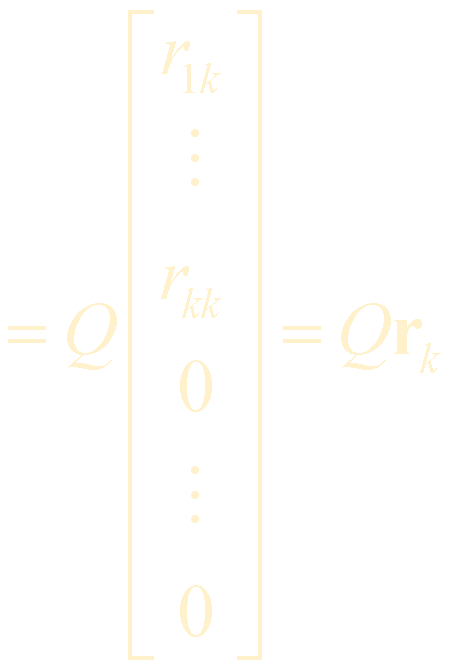 r1k
⋮
rkk
= Q = Qrk
0
⋮
0